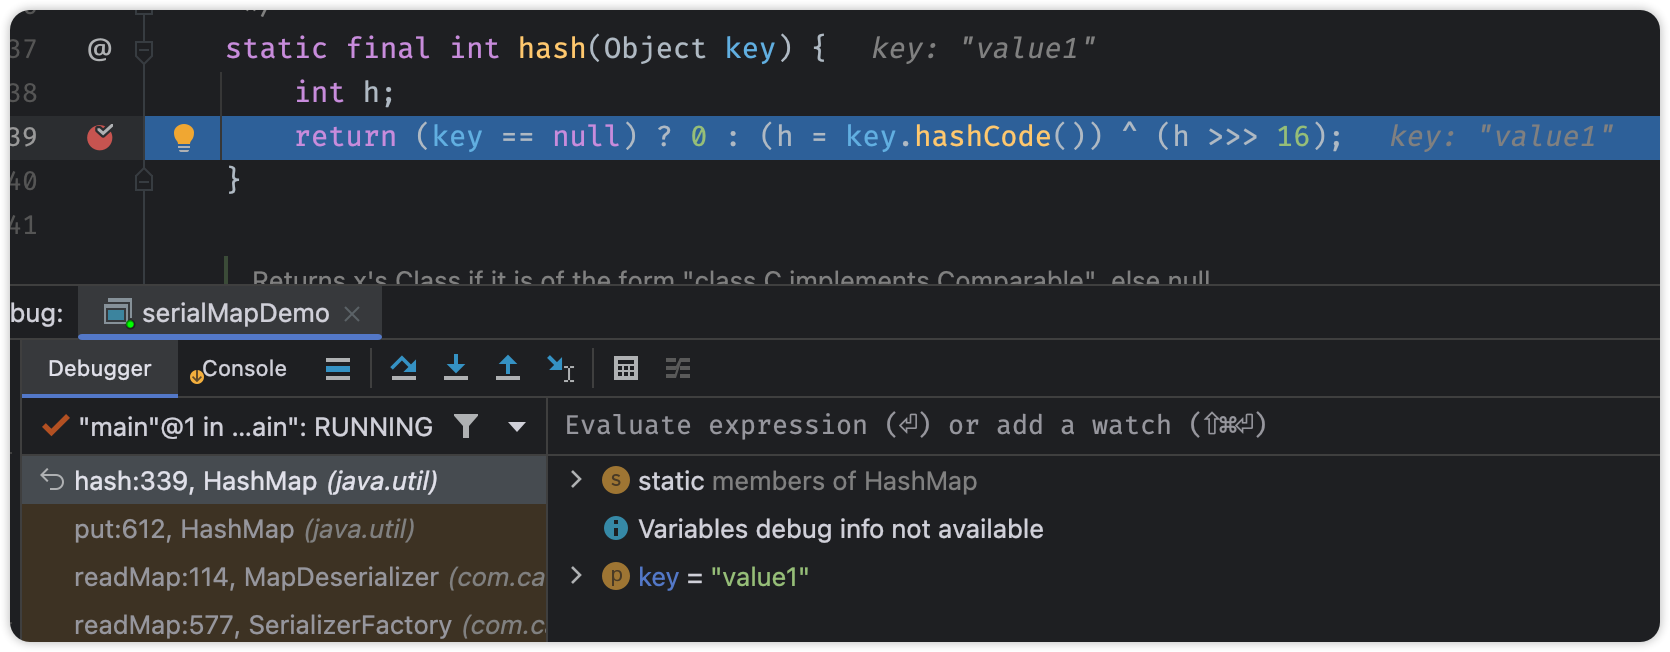 37 @ static final int hash(Object key) { key: "value1"
38 int h;
39 return (key == null) ? 0 : (h = key.hashCode()) ^ (h >>> 16); key: "value1"
40 }
41
Returns x's Class if it is of the form "class C implements Comparable", else null
bug: serialMapDemo
Debugger Console
"main"@1 in ...ain": RUNNING
Evaluate expression (⏎) or add a watch (⇧⌘⏎)
hash:339, HashMap (java.util)
s static members of HashMap
put:612, HashMap (java.util)
Variables debug info not available
readMap:114, MapDeserializer (com.ca
p key = "value1"
readMap:577, SerializerFactory (com.c